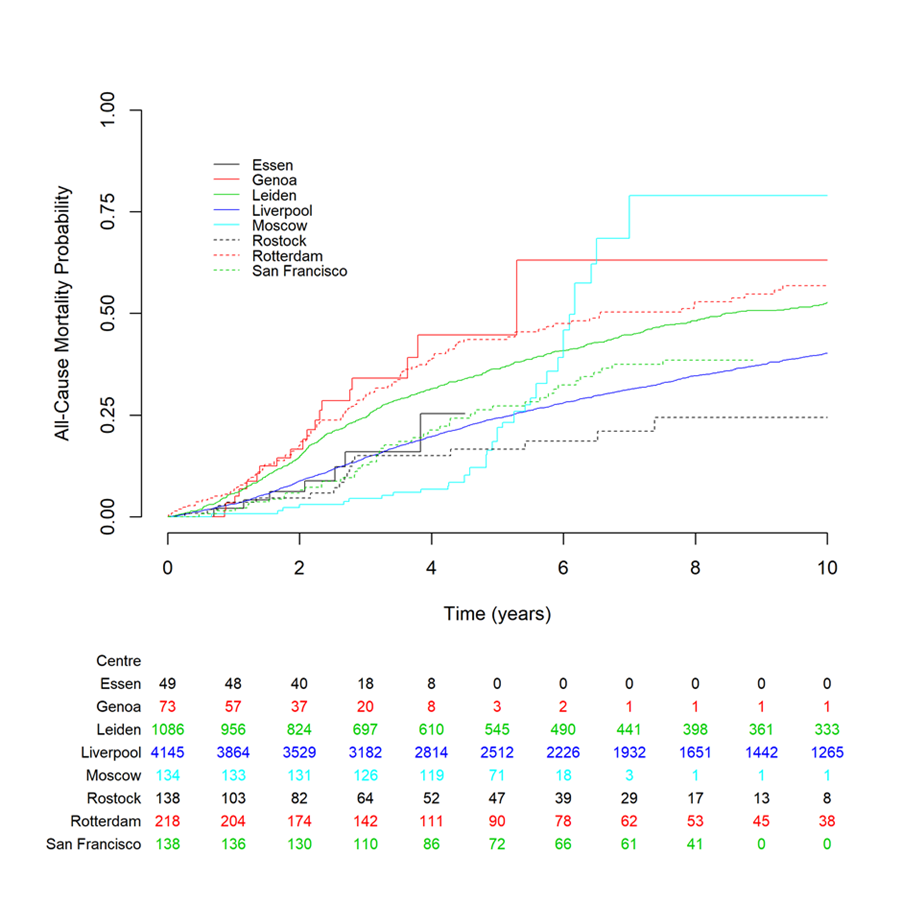 All-Cause Mortality Probability
1.00
0.75
0.50
0.25
0.00
Essen
Genoa
Leiden
Liverpool
Moscow
Rostock
Rotterdam
San Francisco
0 2 4 6 8 10
Time (years)
Centre
Essen 49 48 40 18 8 0 0 0 0 0 0
Genoa 73 57 37 20 8 3 2 1 1 1 1
Leiden 1086 956 824 697 610 545 490 441 398 361 333
Liverpool 4145 3864 3529 3182 2814 2512 2226 1932 1651 1442 1265
Moscow 134 133 131 126 119 71 18 3 1 1 1
Rostock 138 103 82 64 52 47 39 29 17 13 8
Rotterdam 218 204 174 142 111 90 78 62 53 45 38
San Francisco 138 136 130 110 86 72 66 61 41 0 0